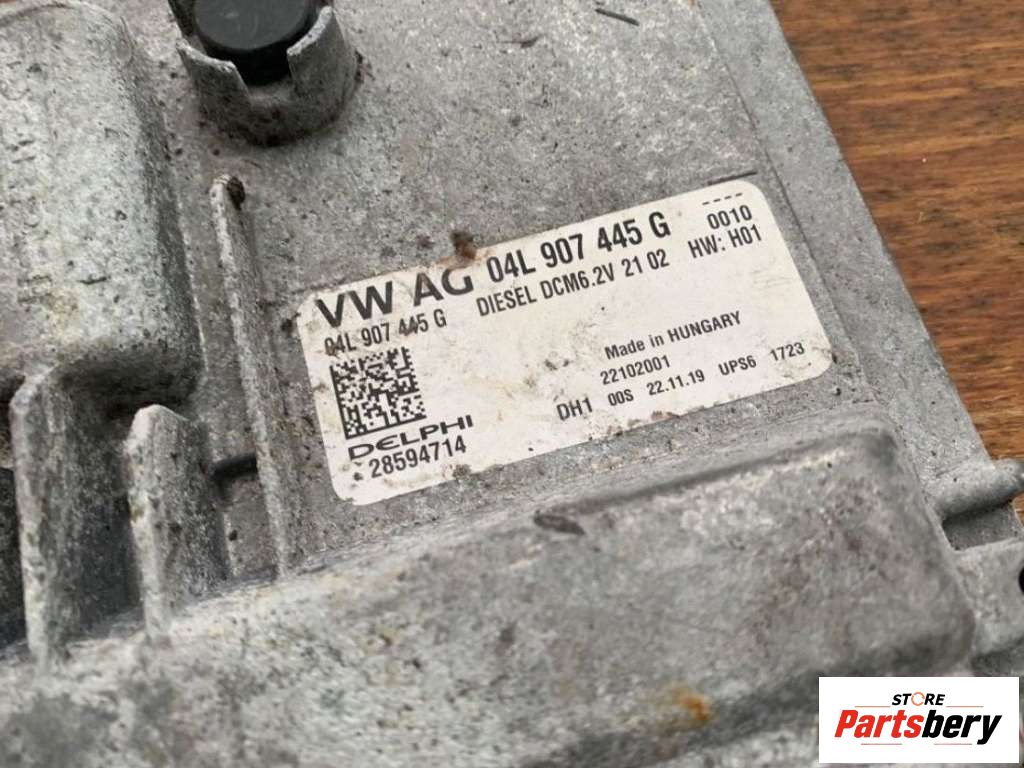 VW AG 04L 907 445 G ---- 0010
04L 907 445 G DIESEL DCM6.2V 21 02 HW: H01
Made in HUNGARY
22102001
DELPHI DH1 00S 22.11.19 UPS6 1723
28594714
STORE
Partsbery